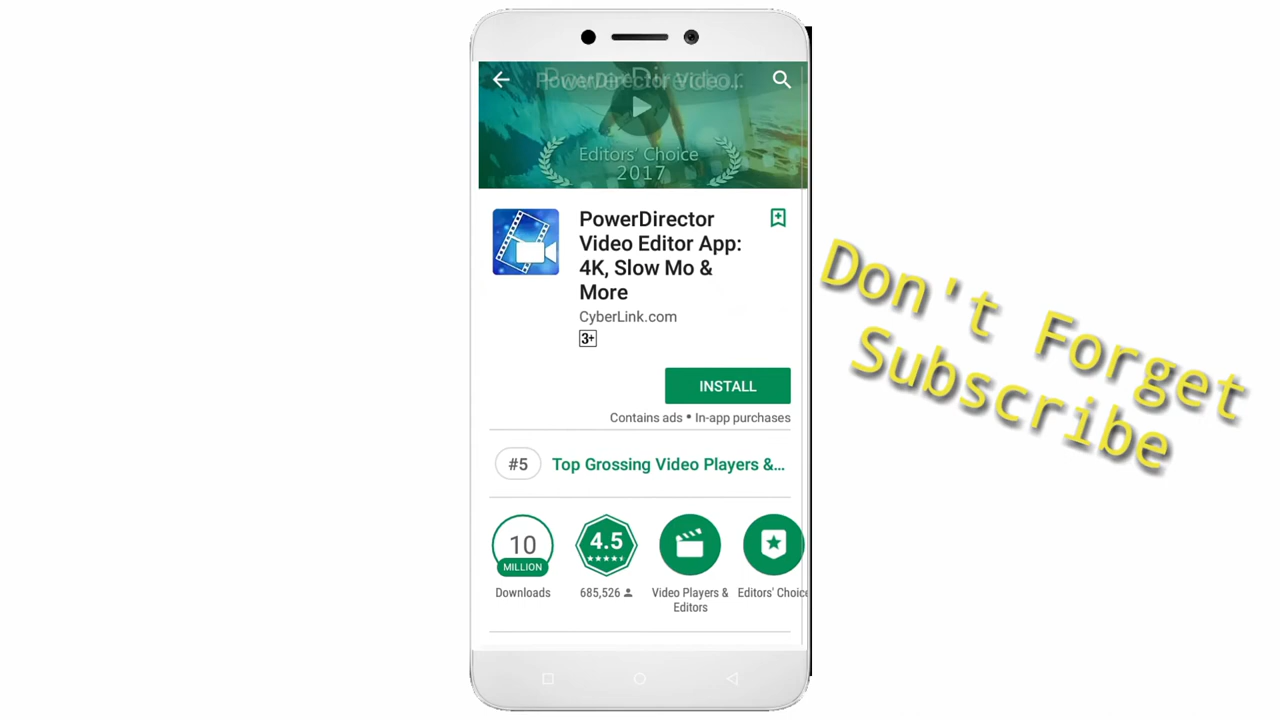 PowerDirector
PowerDirector Video...
Editors' Choice
2017
PowerDirector
Video Editor App:
4K, Slow Mo &
More
CyberLink.com
3+
INSTALL
Contains ads • In-app purchases
#5
Top Grossing Video Players &...
10
MILLION
Downloads
4.5
685,526
Video Players &
Editors
Editors' Choice
Don't Forget
Subscribe